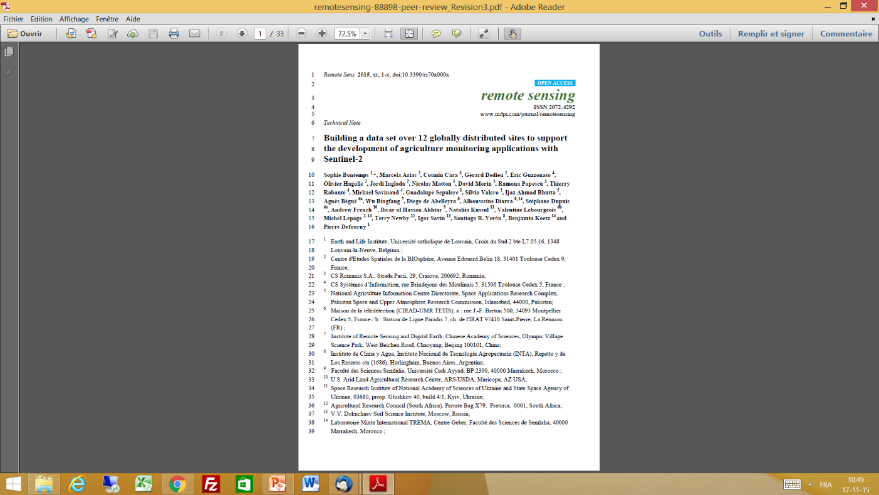 remotesensing-88898-peer-review_Revision3.pdf - Adobe Reader
Fichier Edition Affichage Fenêtre Aide
Ouvrir 1 / 33 72,5% Outils Remplir et signer Commentaire
1 Remote Sens. 2015, xx, 1-x; doi:10.3390/rs70x000x
2 OPEN ACCESS
3 remote sensing
4 ISSN 2072-4292
5 www.mdpi.com/journal/remotesensing
6 Technical Note
7 Building a data set over 12 globally distributed sites to support
8 the development of agriculture monitoring applications with
9 Sentinel-2
10 Sophie Bontemps 1,*, Marcela Arias 2, Cosmin Cara 3, Gérard Dedieu 2, Eric Guzzonato 4,
11 Olivier Hagolle 2, Jordi Inglada 2, Nicolas Matton 1, David Morin 2, Ramona Popescu 3, Thierry
12 Rabaute 4, Mickael Savinaud 4, Guadalupe Sepulcre 1, Silvia Valero 2, Ijaz Ahmad Bhatta 5,
13 Agnès Bégué 6a, Wu Bingfang 7, Diego de Abelleyra 8, Alhousseine Diarra 9,14, Stéphane Dupuis
14 6b, Andrew French 10, Ibrar ul Hassan Akhtar 5, Nataliia Kussul 11, Valentine Lebourgeois 6b,
15 Michel Lepage 2,14, Terry Newby 12, Igor Savin 13, Santiago R. Verón 8, Benjamin Koetz 14 and
16 Pierre Defourny 1
17 1 Earth and Life Institute, Université catholique de Louvain, Croix du Sud 2 bte L7.05.16, 1348
18 Louvain-la-Neuve, Belgium ;
19 2 Centre d'Etudes Spatiales de la BIOsphère, Avenue Edouard Belin 18, 31401 Toulouse Cedex 9,
20 France;
21 3 CS Romania S.A., Strada Pacii, 29, Craiova, 200692, Romania;
22 4 CS Systèmes d'Information, rue Brindejonc des Moulinais 5, 31506 Toulouse Cedex 5, France ;
23 5 National Agriculture Information Centre Directorate, Space Applications Research Complex,
24 Pakistan Space and Upper Atmosphere Research Commission, Islamabad, 44000, Pakistan;
25 6 Maison de la télédétection (CIRAD-UMR TETIS), a : rue J.-F. Breton 500, 34093 Montpellier
26 Cedex 5, France / b : Station de Ligne Paradis 7, ch. de l'IRAT 97410 Saint-Pierre, La Réunion
27 (FR) ;
28 7 Institute of Remote Sensing and Digital Earth, Chinese Academy of Sciences, Olympic Village
29 Science Park, West Beichen Road, Chaoyang, Beijing 100101, China;
30 8 Instituto de Clima y Agua, Instituto Nacional de Tecnología Agropecuaria (INTA), Reputto y de
31 Los Reseros s/n (1686), Hurlingham, Buenos Aires, Argentina;
32 9 Faculté des Sciences Semlalia, Université Cadi Ayyad, BP 2390, 40000 Marrakech, Morocco ;
33 10 U.S. Arid Land Agricultural Research Center, ARS/USDA, Maricopa, AZ USA;
34 11 Space Research Institute of National Academy of Sciences of Ukraine and State Space Agency of
35 Ukraine, 03680, prosp. Glushkov 40, build.4/1, Kyiv, Ukraine;
36 12 Agricultural Research Council (South Africa), Private Bag X79, Pretoria, 0001, South Africa;
37 13 V.V. Dokuchaev Soil Science Institute, Moscow, Russia;
38 14 Laboratoire Mixte International TREMA, Centre Geber, Faculté des Sciences de Semlalia, 40000
39 Marrakech, Morocco ;
FRA 10:49
17-11-15